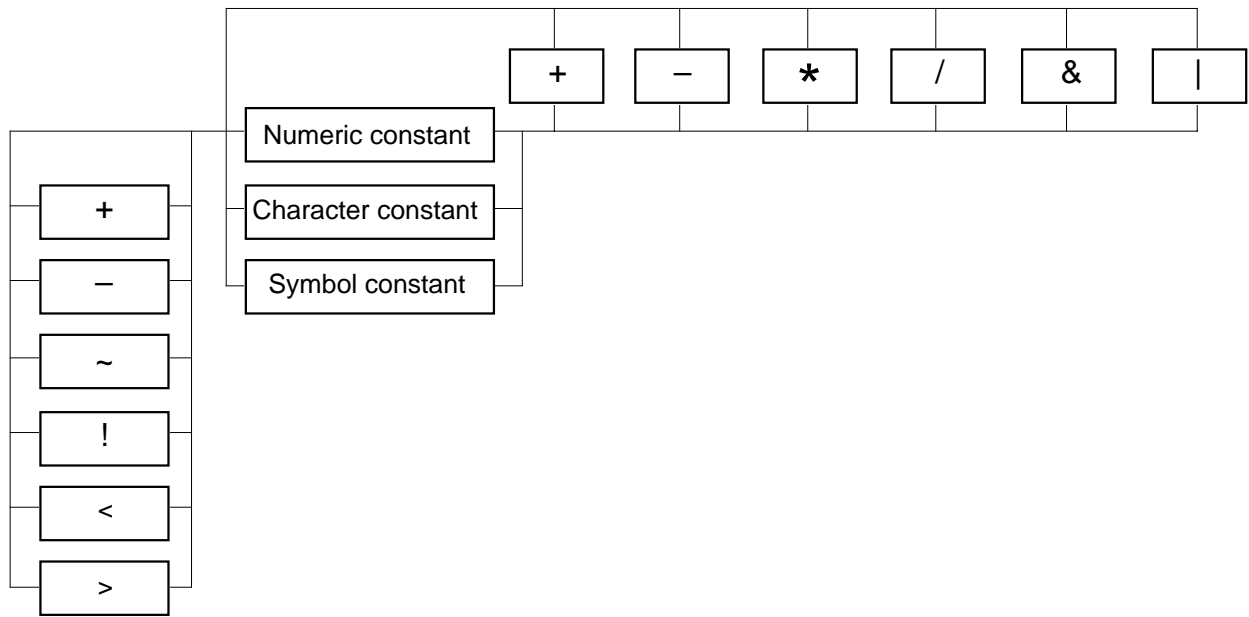 + – * / & |
Numeric constant
+
Character constant
–
Symbol constant
~
!
<
>